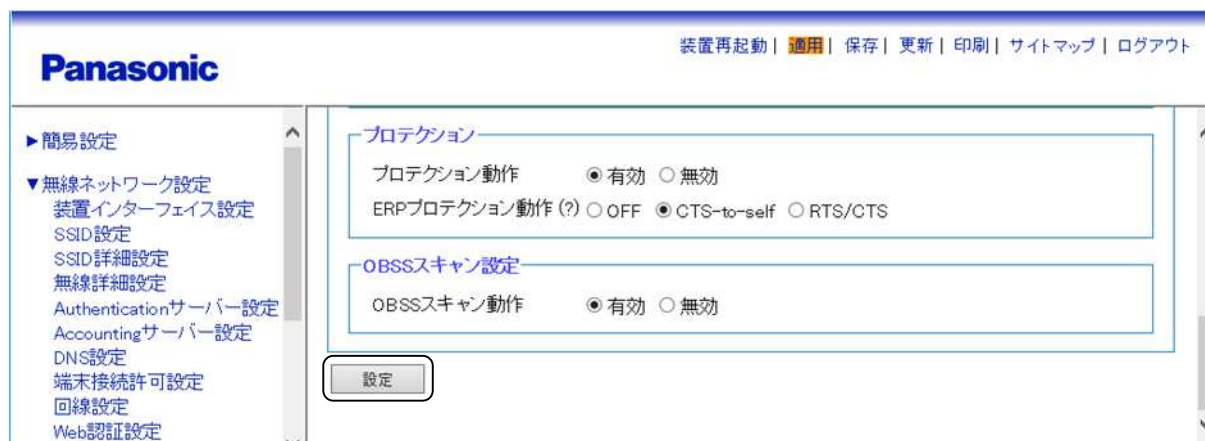 装置再起動| 適用| 保存| 更新| 印刷| サイトマップ| ログアウト
Panasonic
▶簡易設定
▼無線ネットワーク設定
装置インターフェイス設定
SSID設定
SSID詳細設定
無線詳細設定
Authenticationサーバー設定
Accountingサーバー設定
DNS設定
端末接続許可設定
回線設定
Web認証設定
プロテクション
プロテクション動作 有効 無効
ERPプロテクション動作(?) OFF CTS-to-self RTS/CTS
OBSSスキャン設定
OBSSスキャン動作 有効 無効
設定